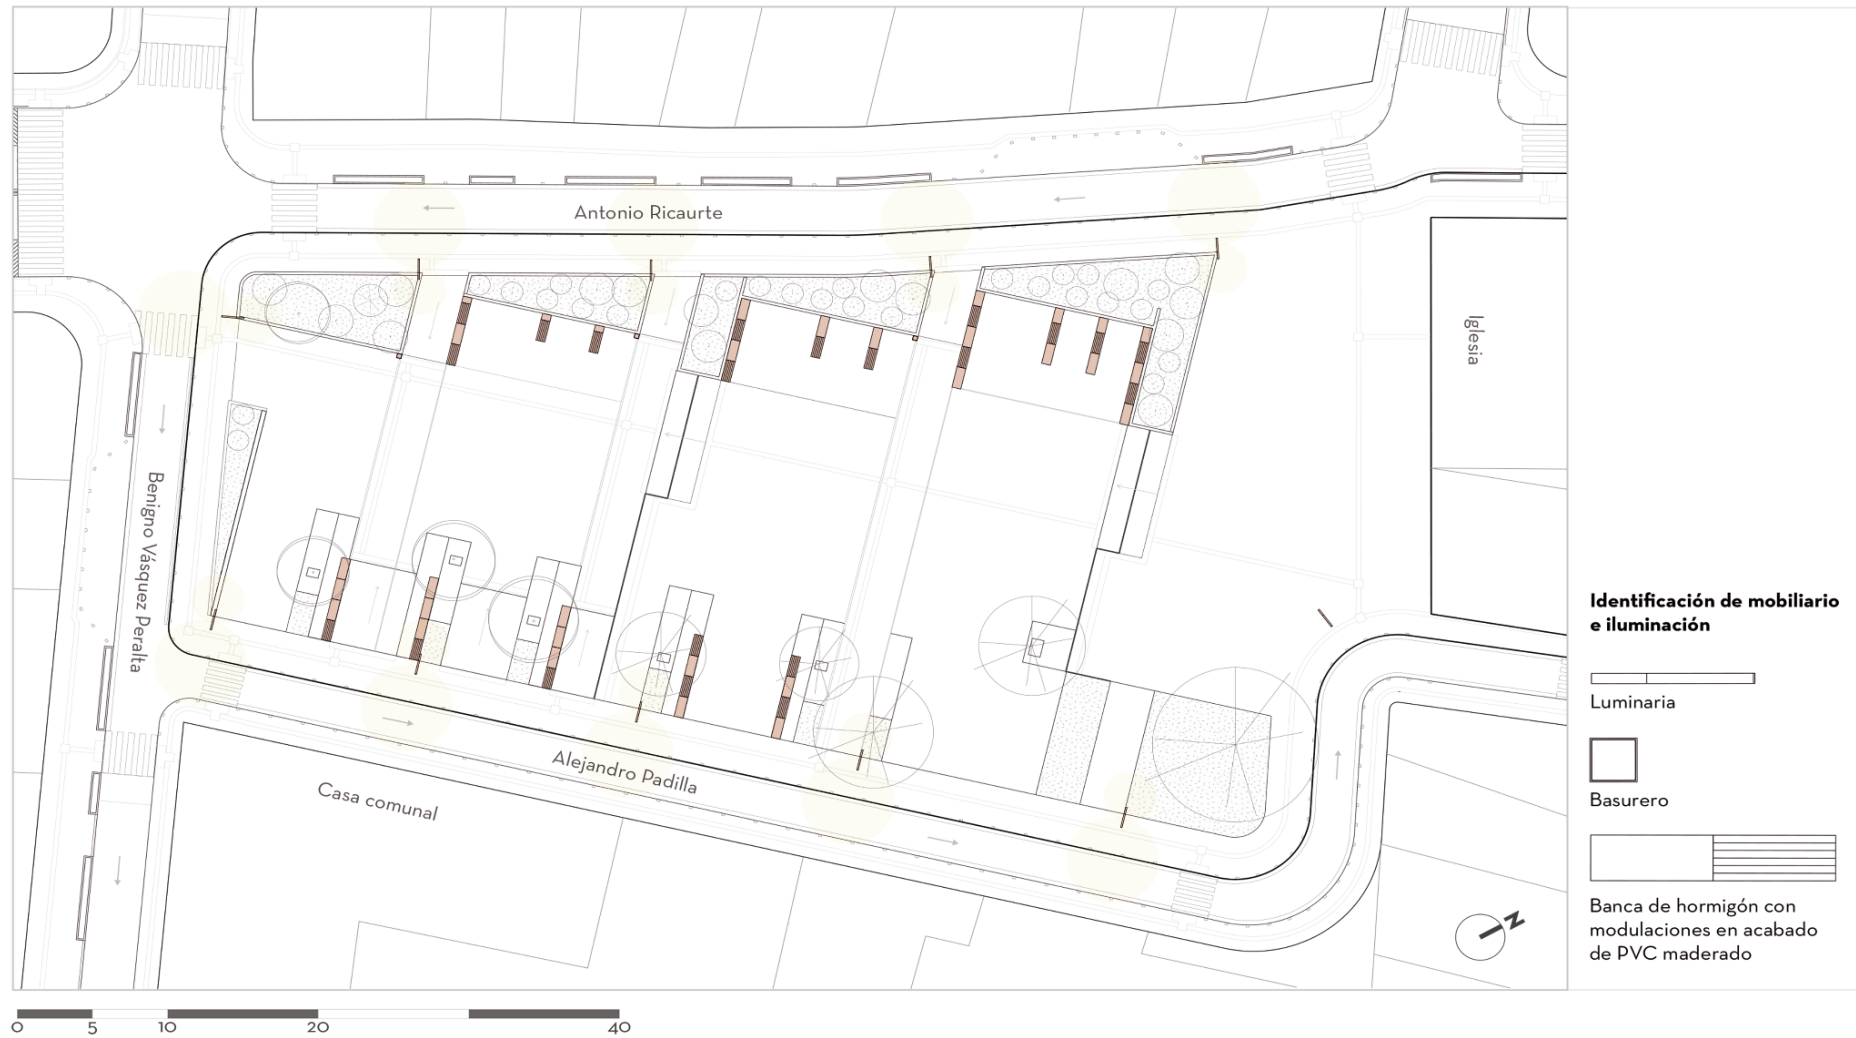 Antonio Ricaurte
Iglesia
Benigno Vásquez Peralta
Alejandro Padilla
Casa comunal
Identificación de mobiliario
e iluminación
Luminaria
Basurero
Banca de hormigón con
modulaciones en acabado
de PVC maderado
N
0 5 10 20 40